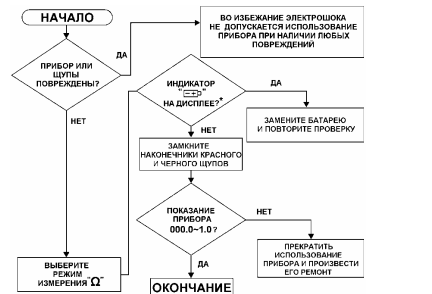 НАЧАЛО
ВО ИЗБЕЖАНИЕ ЭЛЕКТРОШОКА
НЕ ДОПУСКАЕТСЯ ИСПОЛЬЗОВАНИЕ
ПРИБОРА ПРИ НАЛИЧИИ ЛЮБЫХ
ПОВРЕЖДЕНИЙ
ДА
ПРИБОР ИЛИ
ЩУПЫ
ПОВРЕЖДЕНЫ?
НЕТ
ИНДИКАТОР
"- +"
НА ДИСПЛЕЕ?*
ДА
ЗАМЕНИТЕ БАТАРЕЮ
И ПОВТОРИТЕ ПРОВЕРКУ
НЕТ
ЗАМКНИТЕ
НАКОНЕЧНИКИ КРАСНОГО
И ЧЕРНОГО ЩУПОВ
ПОКАЗАНИЕ
ПРИБОРА
000.0~1.0?
НЕТ
ПРЕКРАТИТЬ
ИСПОЛЬЗОВАНИЕ
ПРИБОРА И ПРОИЗВЕСТИ
ЕГО РЕМОНТ
ДА
ВЫБЕРИТЕ
РЕЖИМ
ИЗМЕРЕНИЯ "Ω"
ОКОНЧАНИЕ